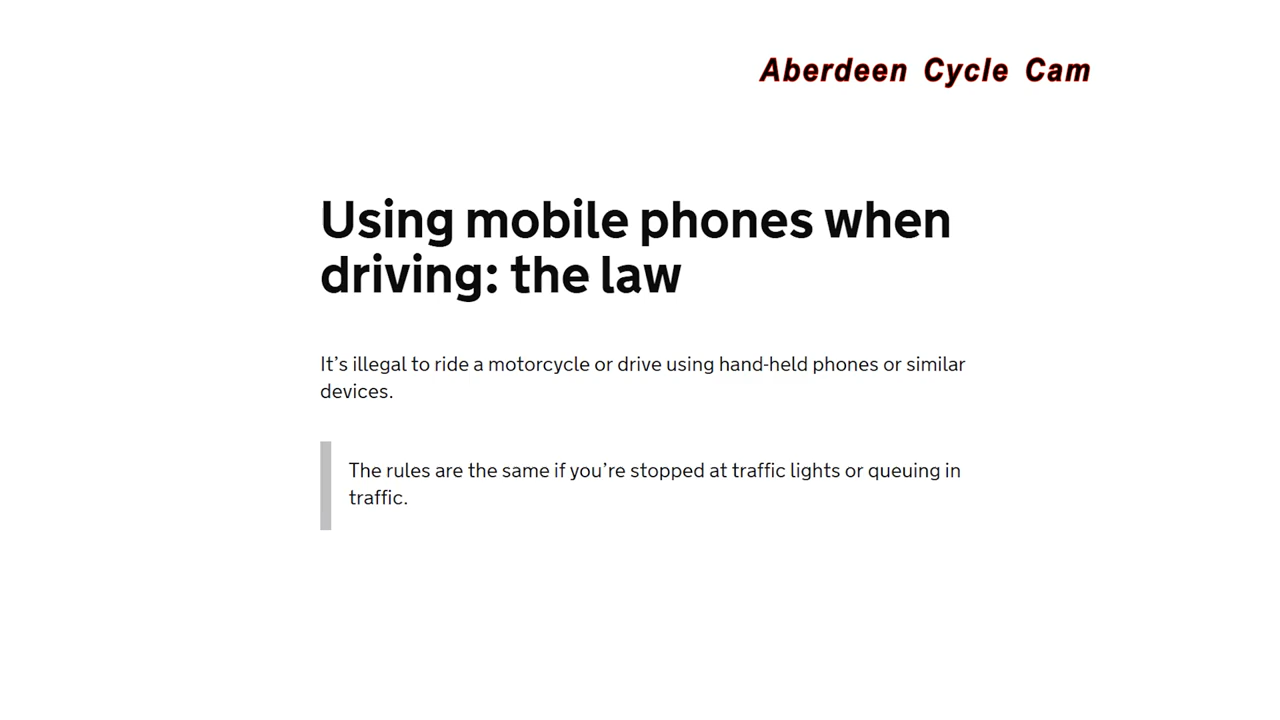 Aberdeen Cycle Cam
Using mobile phones when
driving: the law
It’s illegal to ride a motorcycle or drive using hand-held phones or similar
devices.
The rules are the same if you’re stopped at traffic lights or queuing in
traffic.